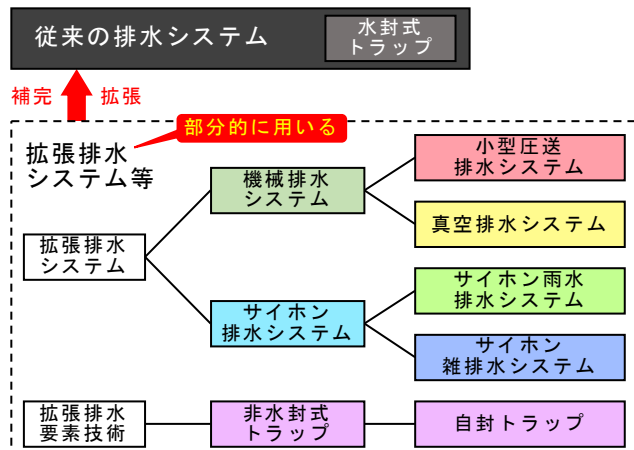 従来の排水システム
水封式
トラップ
補完
拡張
部分的に用いる
拡張排水
システム等
機械排水
システム
小型圧送
排水システム
真空排水システム
拡張排水
システム
サイホン
排水システム
サイホン雨水
排水システム
サイホン
雑排水システム
拡張排水
要素技術
非水封式
トラップ
自封トラップ